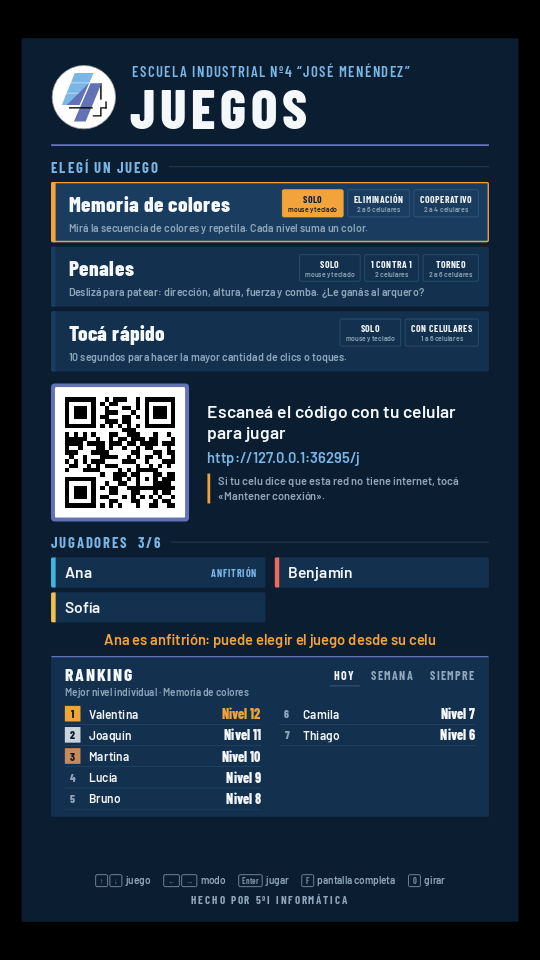 ESCUELA INDUSTRIAL Nº4 “JOSÉ MENÉNDEZ”
JUEGOS
ELEGÍ UN JUEGO
Memoria de colores
SOLO
mouse y teclado
ELIMINACIÓN
2 a 6 celulares
COOPERATIVO
2 a 4 celulares
Mirá la secuencia de colores y repetila. Cada nivel suma un color.
Penales
SOLO
mouse y teclado
1 CONTRA 1
2 celulares
TORNEO
2 a 6 celulares
Deslizá para patear: dirección, altura, fuerza y comba. ¿Le ganás al arquero?
Tocá rápido
SOLO
mouse y teclado
CON CELULARES
1 a 6 celulares
10 segundos para hacer la mayor cantidad de clics o toques.
Escaneá el código con tu celular
para jugar
http://127.0.0.1:36295/j
Si tu celu dice que esta red no tiene internet, tocá
«Mantener conexión».
JUGADORES 3/6
Ana ANFITRIÓN
Benjamín
Sofía
Ana es anfitrión: puede elegir el juego desde su celu
RANKING
HOY SEMANA SIEMPRE
Mejor nivel individual · Memoria de colores
1 Valentina Nivel 12
2 Joaquín Nivel 11
3 Martina Nivel 10
4 Lucía Nivel 9
5 Bruno Nivel 8
6 Camila Nivel 7
7 Thiago Nivel 6
↑ ↓ juego ← → modo Enter jugar F pantalla completa 0 girar
HECHO POR 5º1 INFORMÁTICA